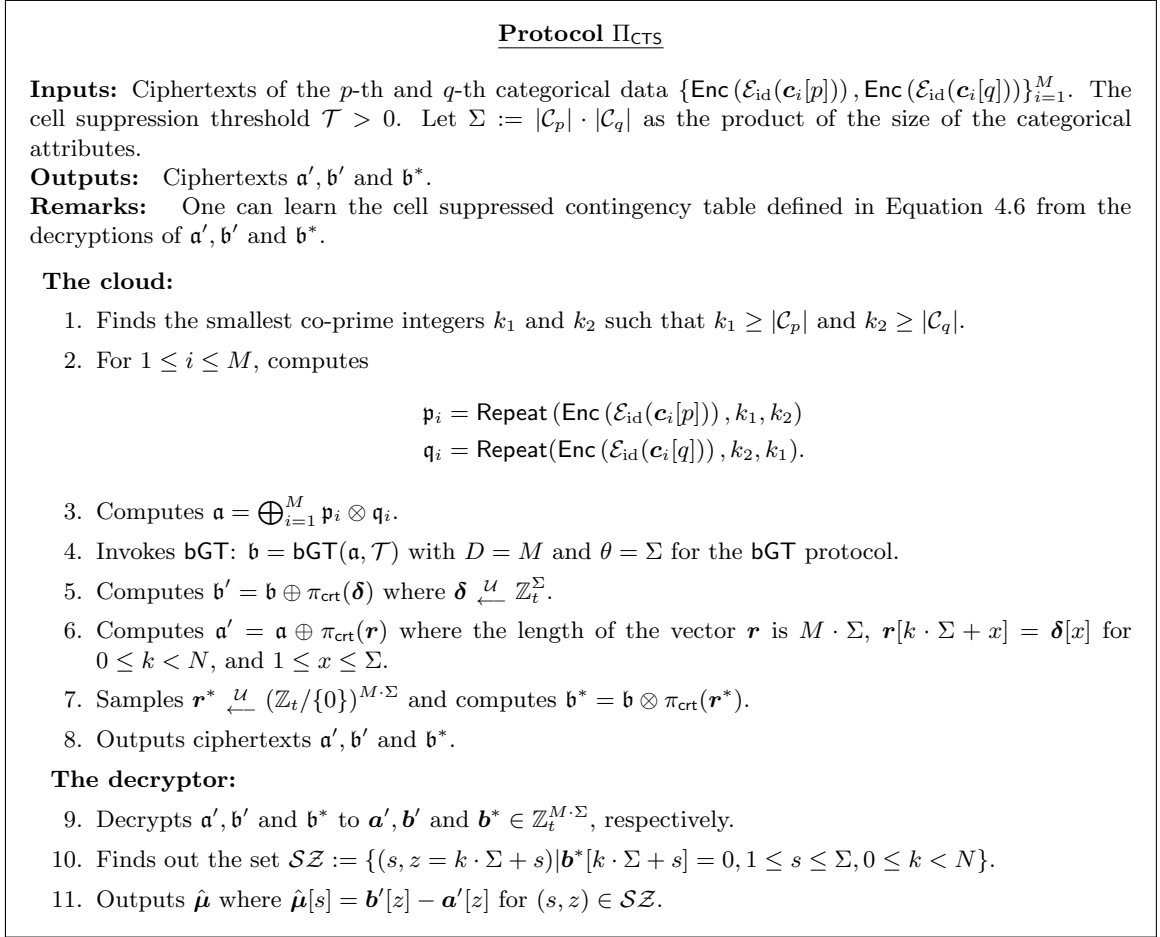 Protocol Π_CTS
Inputs: Ciphertexts of the p-th and q-th categorical data {Enc (ℰ_id(𝒄_i[p])) , Enc (ℰ_id(𝒄_i[q]))}_{i=1}^M. The
cell suppression threshold 𝒯 > 0. Let Σ := |𝒞_p| · |𝒞_q| as the product of the size of the categorical
attributes.
Outputs: Ciphertexts 𝔞′, 𝔟′ and 𝔟*.
Remarks: One can learn the cell suppressed contingency table defined in Equation 4.6 from the
decryptions of 𝔞′, 𝔟′ and 𝔟*.
The cloud:
1. Finds the smallest co-prime integers k_1 and k_2 such that k_1 ≥ |𝒞_p| and k_2 ≥ |𝒞_q|.
2. For 1 ≤ i ≤ M, computes
𝔭_i = Repeat (Enc (ℰ_id(𝒄_i[p])) , k_1, k_2)
𝔮_i = Repeat(Enc (ℰ_id(𝒄_i[q])) , k_2, k_1).
3. Computes 𝔞 = ⨁_{i=1}^M 𝔭_i ⊗ 𝔮_i.
4. Invokes bGT: 𝔟 = bGT(𝔞, 𝒯) with D = M and θ = Σ for the bGT protocol.
5. Computes 𝔟′ = 𝔟 ⊕ π_crt(𝜹) where 𝜹 ←^𝒰 ℤ_t^Σ.
6. Computes 𝔞′ = 𝔞 ⊕ π_crt(𝒓) where the length of the vector 𝒓 is M · Σ, 𝒓[k · Σ + x] = 𝜹[x] for
0 ≤ k < N, and 1 ≤ x ≤ Σ.
7. Samples 𝒓* ←^𝒰 (ℤ_t/{0})^{M·Σ} and computes 𝔟* = 𝔟 ⊗ π_crt(𝒓*).
8. Outputs ciphertexts 𝔞′, 𝔟′ and 𝔟*.
The decryptor:
9. Decrypts 𝔞′, 𝔟′ and 𝔟* to 𝒂′, 𝒃′ and 𝒃* ∈ ℤ_t^{M·Σ}, respectively.
10. Finds out the set 𝒮𝒵 := {(s, z = k · Σ + s)|𝒃*[k · Σ + s] = 0, 1 ≤ s ≤ Σ, 0 ≤ k < N}.
11. Outputs 𝝁̂ where 𝝁̂[s] = 𝒃′[z] − 𝒂′[z] for (s, z) ∈ 𝒮𝒵.